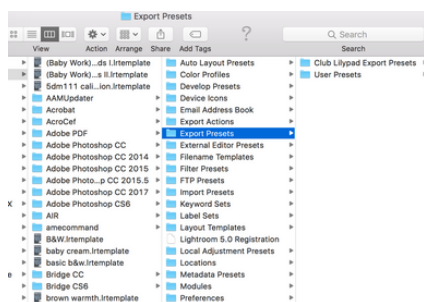 Export Presets
Search
View Action Arrange Share Add Tags Search
(Baby Work)...ds I.lrtemplate
(Baby Work)...s II.lrtemplate
5dm111 cali...ion.lrtemplate
AAMUpdater
Acrobat
AcroCef
Adobe PDF
Adobe Photoshop CC
Adobe Photoshop CC 2014
Adobe Photoshop CC 2015
Adobe Photo...p CC 2015.5
Adobe Photoshop CC 2017
Adobe Photoshop CS6
AIR
amecommand
B&W.lrtemplate
baby cream.lrtemplate
basic b&w.lrtemplate
Bridge CC
Bridge CS6
brown warmth.lrtemplate
Auto Layout Presets
Color Profiles
Develop Presets
Device Icons
Email Address Book
Export Actions
Export Presets
External Editor Presets
Filename Templates
Filter Presets
FTP Presets
Import Presets
Keyword Sets
Label Sets
Layout Templates
Lightroom 5.0 Registration
Local Adjustment Presets
Locations
Metadata Presets
Modules
Preferences
Club Lilypad Export Presets
User Presets